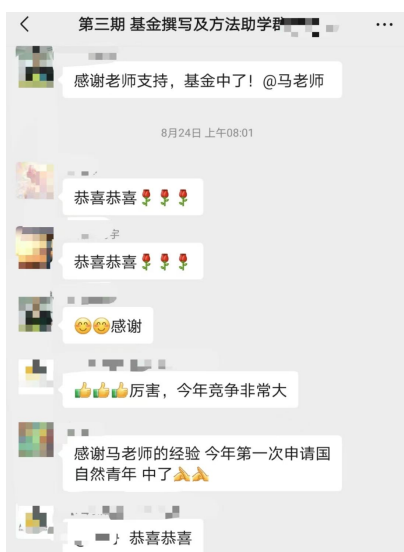 第三期 基金撰写及方法助学群
感谢老师支持，基金中了！@马老师
8月24日 上午08:01
恭喜恭喜🌹🌹🌹
恭喜恭喜🌹🌹🌹
😊😊感谢
👍👍👍厉害，今年竞争非常大
感谢马老师的经验 今年第一次申请国
自然青年 中了🙏🙏
恭喜恭喜